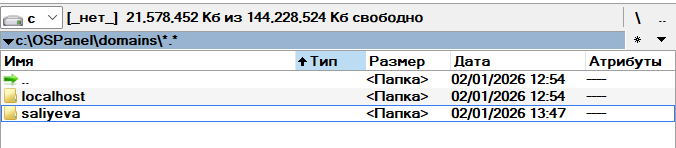 c [_нет_] 21,578,452 Кб из 144,228,524 Кб свободно \ ..
c:\OSPanel\domains\*.* *
Имя Тип Размер Дата Атрибуты
.. <Папка> 02/01/2026 12:54 ----
localhost <Папка> 02/01/2026 12:54 ----
saliyeva <Папка> 02/01/2026 13:47 ----